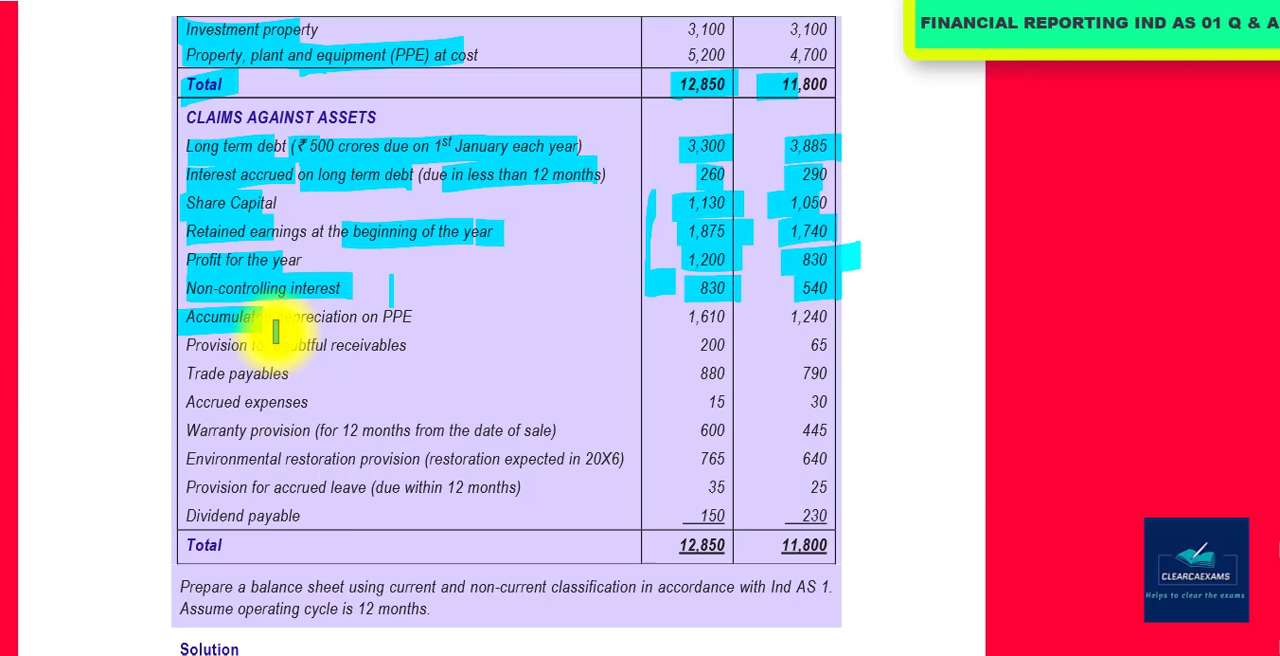 FINANCIAL REPORTING IND AS 01 Q & A
Investment property 3,100 3,100
Property, plant and equipment (PPE) at cost 5,200 4,700
Total 12,850 11,800
CLAIMS AGAINST ASSETS
Long term debt (₹ 500 crores due on 1st January each year) 3,300 3,885
Interest accrued on long term debt (due in less than 12 months) 260 290
Share Capital 1,130 1,050
Retained earnings at the beginning of the year 1,875 1,740
Profit for the year 1,200 830
Non-controlling interest 830 540
Accumulated depreciation on PPE 1,610 1,240
Provision for doubtful receivables 200 65
Trade payables 880 790
Accrued expenses 15 30
Warranty provision (for 12 months from the date of sale) 600 445
Environmental restoration provision (restoration expected in 20X6) 765 640
Provision for accrued leave (due within 12 months) 35 25
Dividend payable 150 230
Total 12,850 11,800
Prepare a balance sheet using current and non-current classification in accordance with Ind AS 1.
Assume operating cycle is 12 months.
Solution
CLEARCAEXAMS
Helps to clear the exams